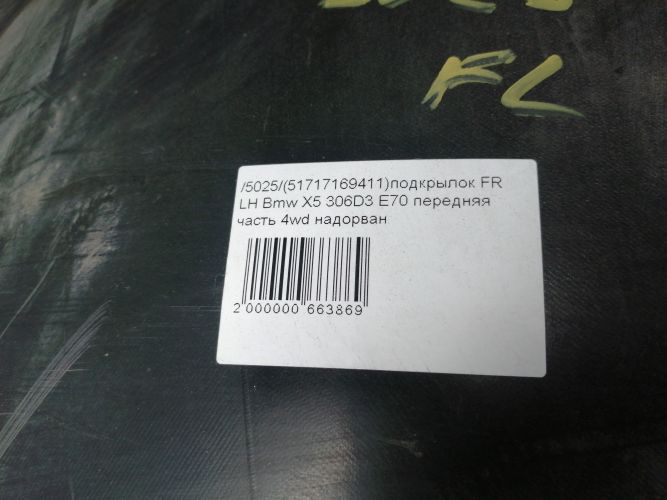 FL
/5025/(51717169411)подкрылок FR
LH Bmw X5 306D3 E70 передняя
часть 4wd надорван
2 000000 663869